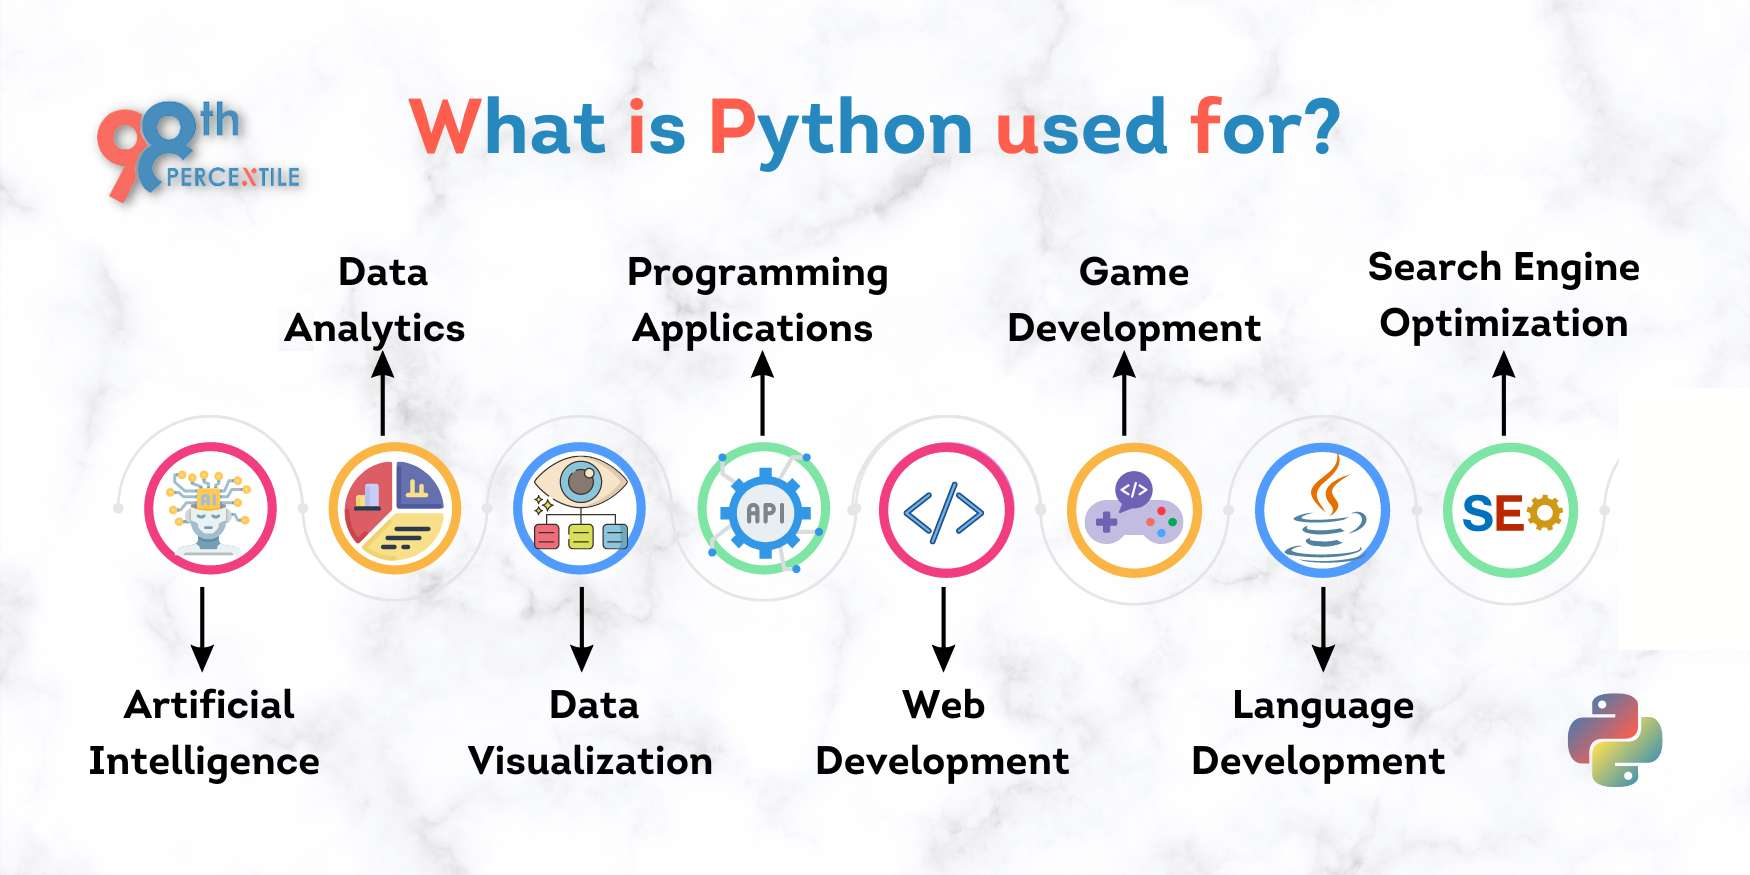 98th
PERCEXTILE
What is Python used for?
Data
Analytics
Programming
Applications
Game
Development
Search Engine
Optimization
AI
API
</>
</>
SEO
Artificial
Intelligence
Data
Visualization
Web
Development
Language
Development